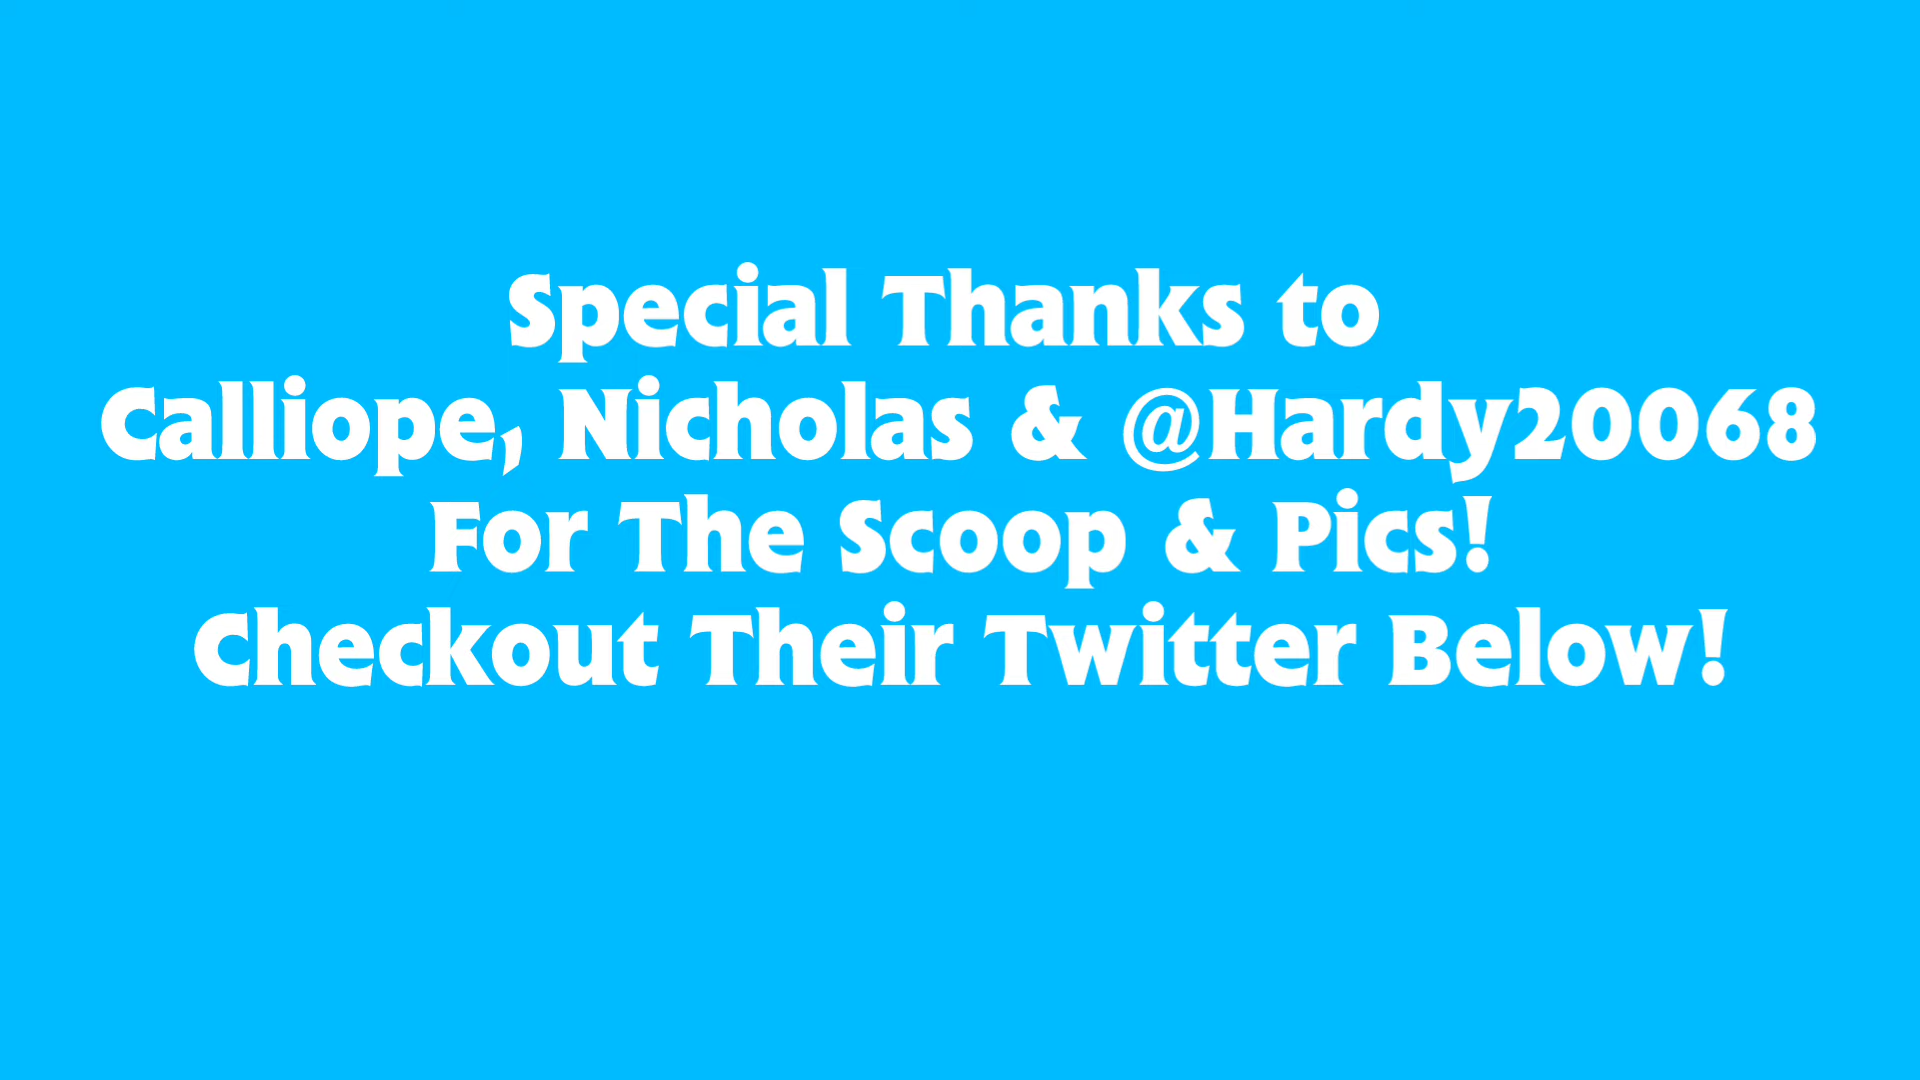 Special Thanks to
Calliope, Nicholas & @Hardy20068
For The Scoop & Pics!
Checkout Their Twitter Below!